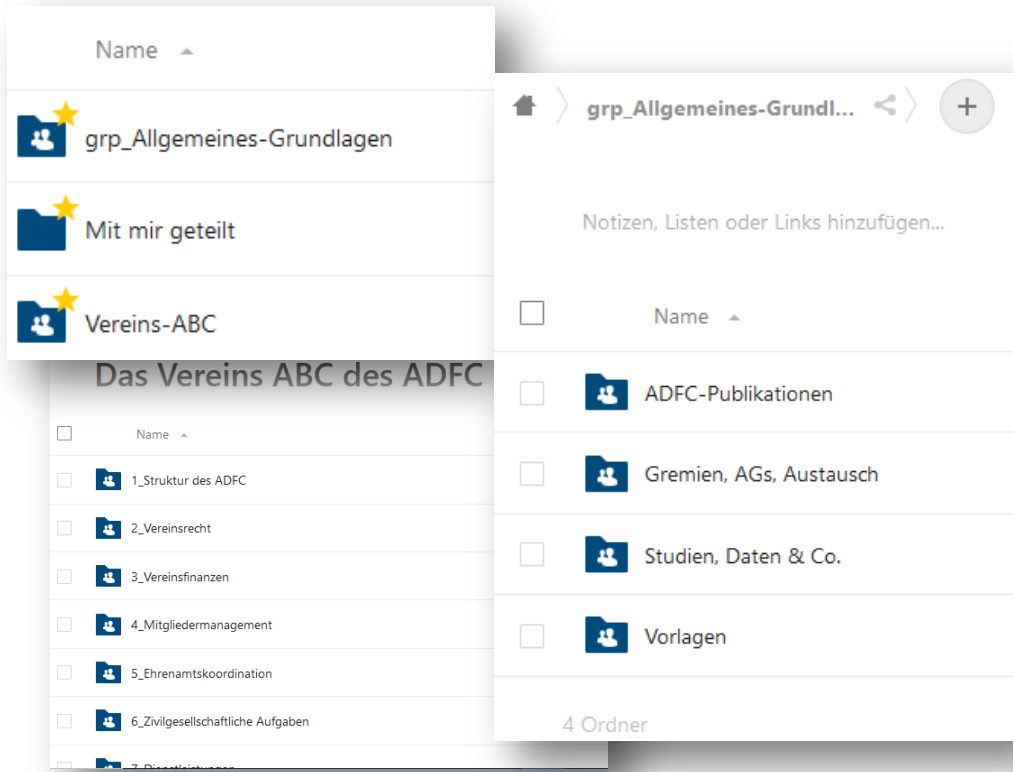 Name
grp_Allgemeines-Grundlagen
Mit mir geteilt
Vereins-ABC
Das Vereins ABC des ADFC
Name
1_Struktur des ADFC
2_Vereinsrecht
3_Vereinsfinanzen
4_Mitgliedermanagement
5_Ehrenamtskoordination
6_Zivilgesellschaftliche Aufgaben
7_Dienstleistungen
grp_Allgemeines-Grundl...
Notizen, Listen oder Links hinzufügen...
Name
ADFC-Publikationen
Gremien, AGs, Austausch
Studien, Daten & Co.
Vorlagen
4 Ordner